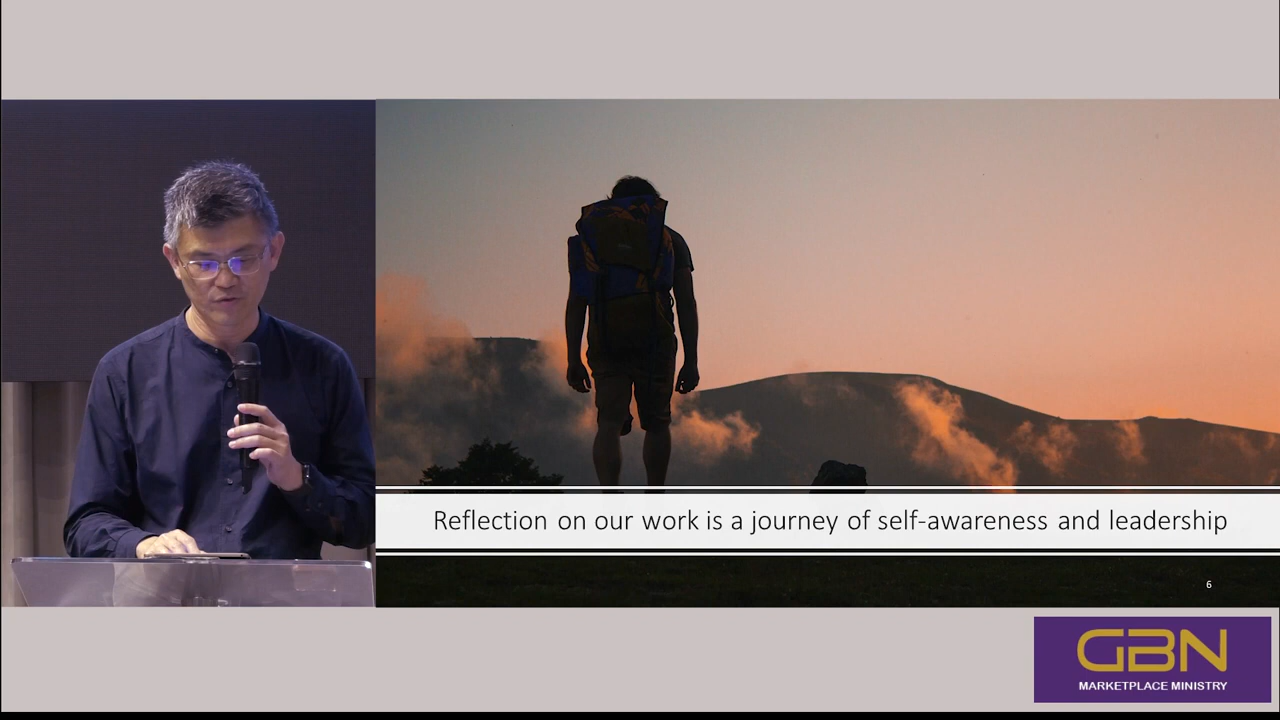 Reflection on our work is a journey of self-awareness and leadership
6
GBN
MARKETPLACE MINISTRY